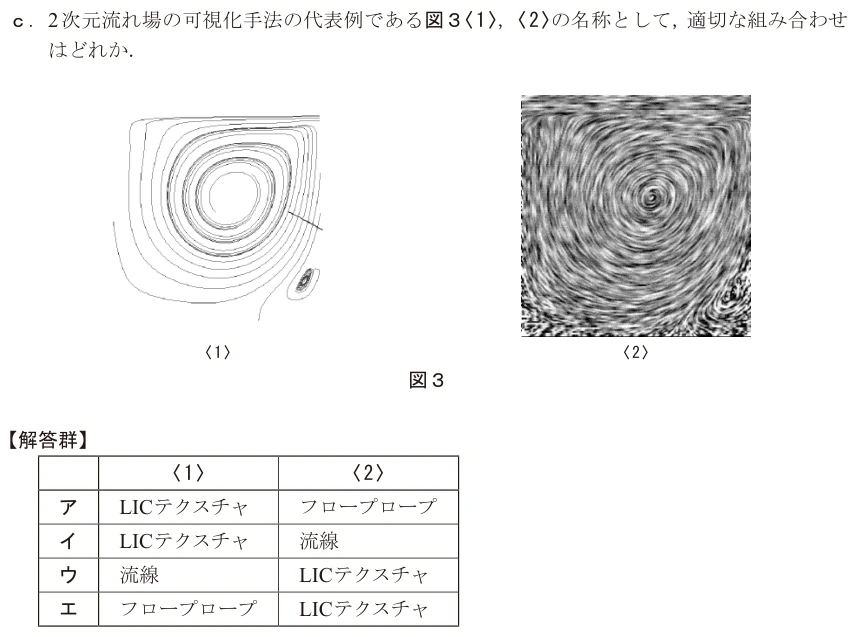 c．2次元流れ場の可視化手法の代表例である図3〈1〉，〈2〉の名称として，適切な組み合わせ
はどれか．
〈1〉 〈2〉
図3
【解答群】
〈1〉 〈2〉
ア LICテクスチャ フロープローブ
イ LICテクスチャ 流線
ウ 流線 LICテクスチャ
エ フロープローブ LICテクスチャ